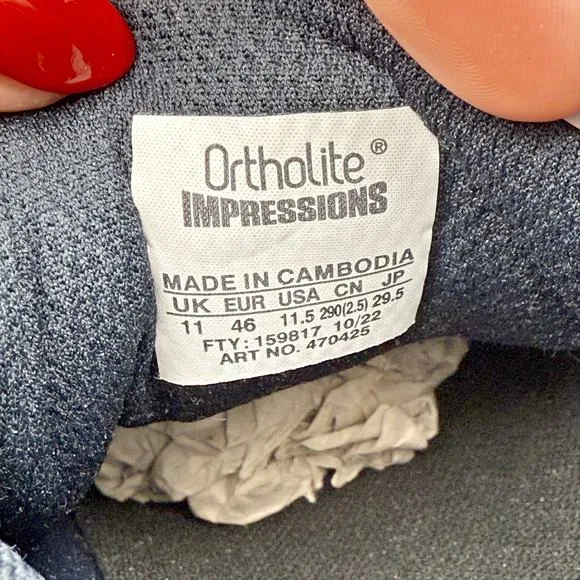 Ortholite®
IMPRESSIONS
MADE IN CAMBODIA
UK EUR USA CN JP
11 46 11.5 290(2.5) 29.5
FTY: 159817 10/22
ART NO. 470425